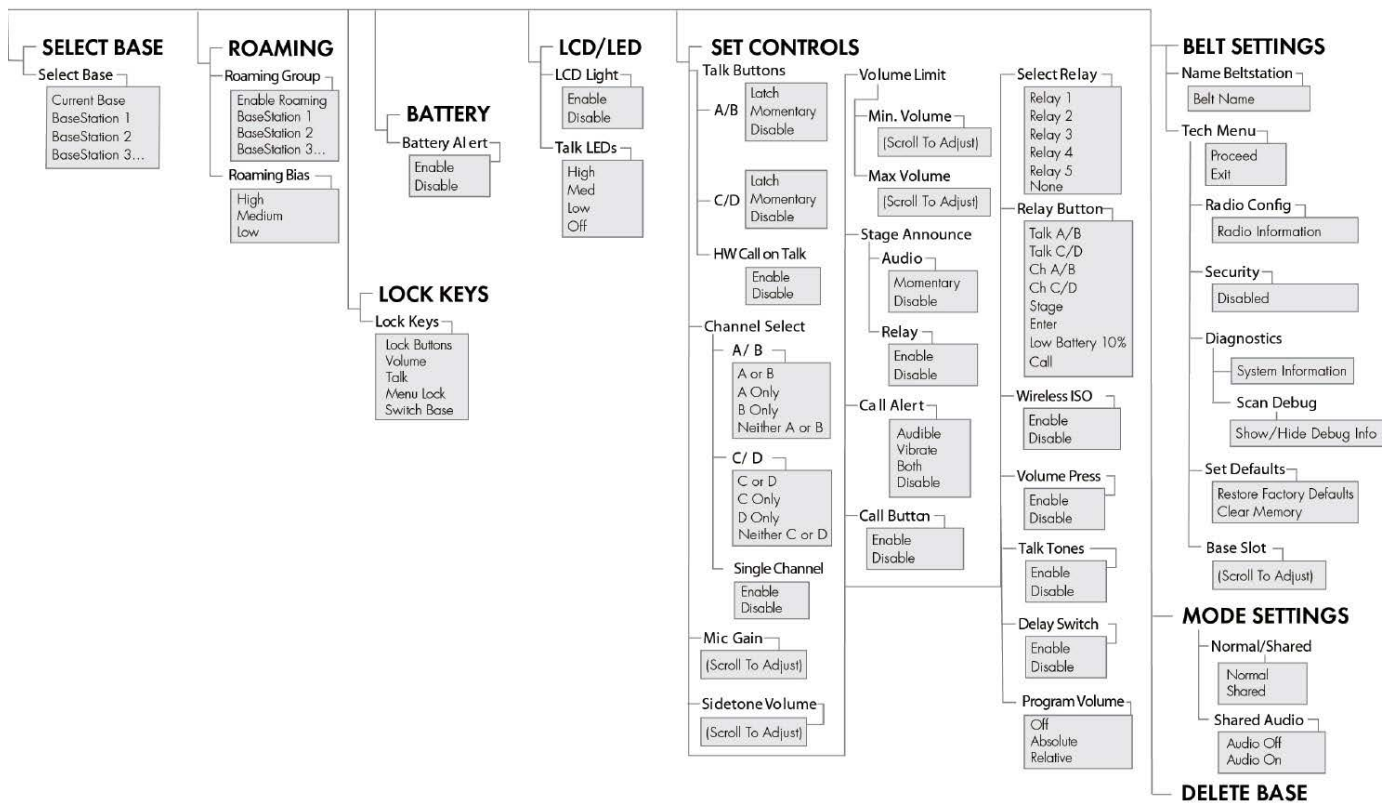 SELECT BASE
Select Base
Current Base
BaseStation 1
BaseStation 2
BaseStation 3...
ROAMING
Roaming Group
Enable Roaming
BaseStation 1
BaseStation 2
BaseStation 3...
Roaming Bias
High
Medium
Low
LOCK KEYS
Lock Keys
Lock Buttons
Volume
Talk
Menu Lock
Switch Base
BATTERY
Battery Alert
Enable
Disable
LCD/LED
LCD Light
Enable
Disable
Talk LEDs
High
Med
Low
Off
SET CONTROLS
Talk Buttons
A/B
Latch
Momentary
Disable
C/D
Latch
Momentary
Disable
HW Call on Talk
Enable
Disable
Channel Select
A/ B
A or B
A Only
B Only
Neither A or B
C/ D
C or D
C Only
D Only
Neither C or D
Single Channel
Enable
Disable
Mic Gain
(Scroll To Adjust)
Sidetone Volume
(Scroll To Adjust)
Volume Limit
Min. Volume
(Scroll To Adjust)
Max Volume
(Scroll To Adjust)
Stage Announce
Audio
Momentary
Disable
Relay
Enable
Disable
Call Alert
Audible
Vibrate
Both
Disable
Call Button
Enable
Disable
Select Relay
Relay 1
Relay 2
Relay 3
Relay 4
Relay 5
None
Relay Button
Talk A/B
Talk C/D
Ch A/B
Ch C/D
Stage
Enter
Low Battery 10%
Call
Wireless ISO
Enable
Disable
Volume Press
Enable
Disable
Talk Tones
Enable
Disable
Delay Switch
Enable
Disable
Program Volume
Off
Absolute
Relative
BELT SETTINGS
Name Beltstation
Belt Name
Tech Menu
Proceed
Exit
Radio Config
Radio Information
Security
Disabled
Diagnostics
System Information
Scan Debug
Show/Hide Debug Info
Set Defaults
Restore Factory Defaults
Clear Memory
Base Slot
(Scroll To Adjust)
MODE SETTINGS
Normal/Shared
Normal
Shared
Shared Audio
Audio Off
Audio On
DELETE BASE